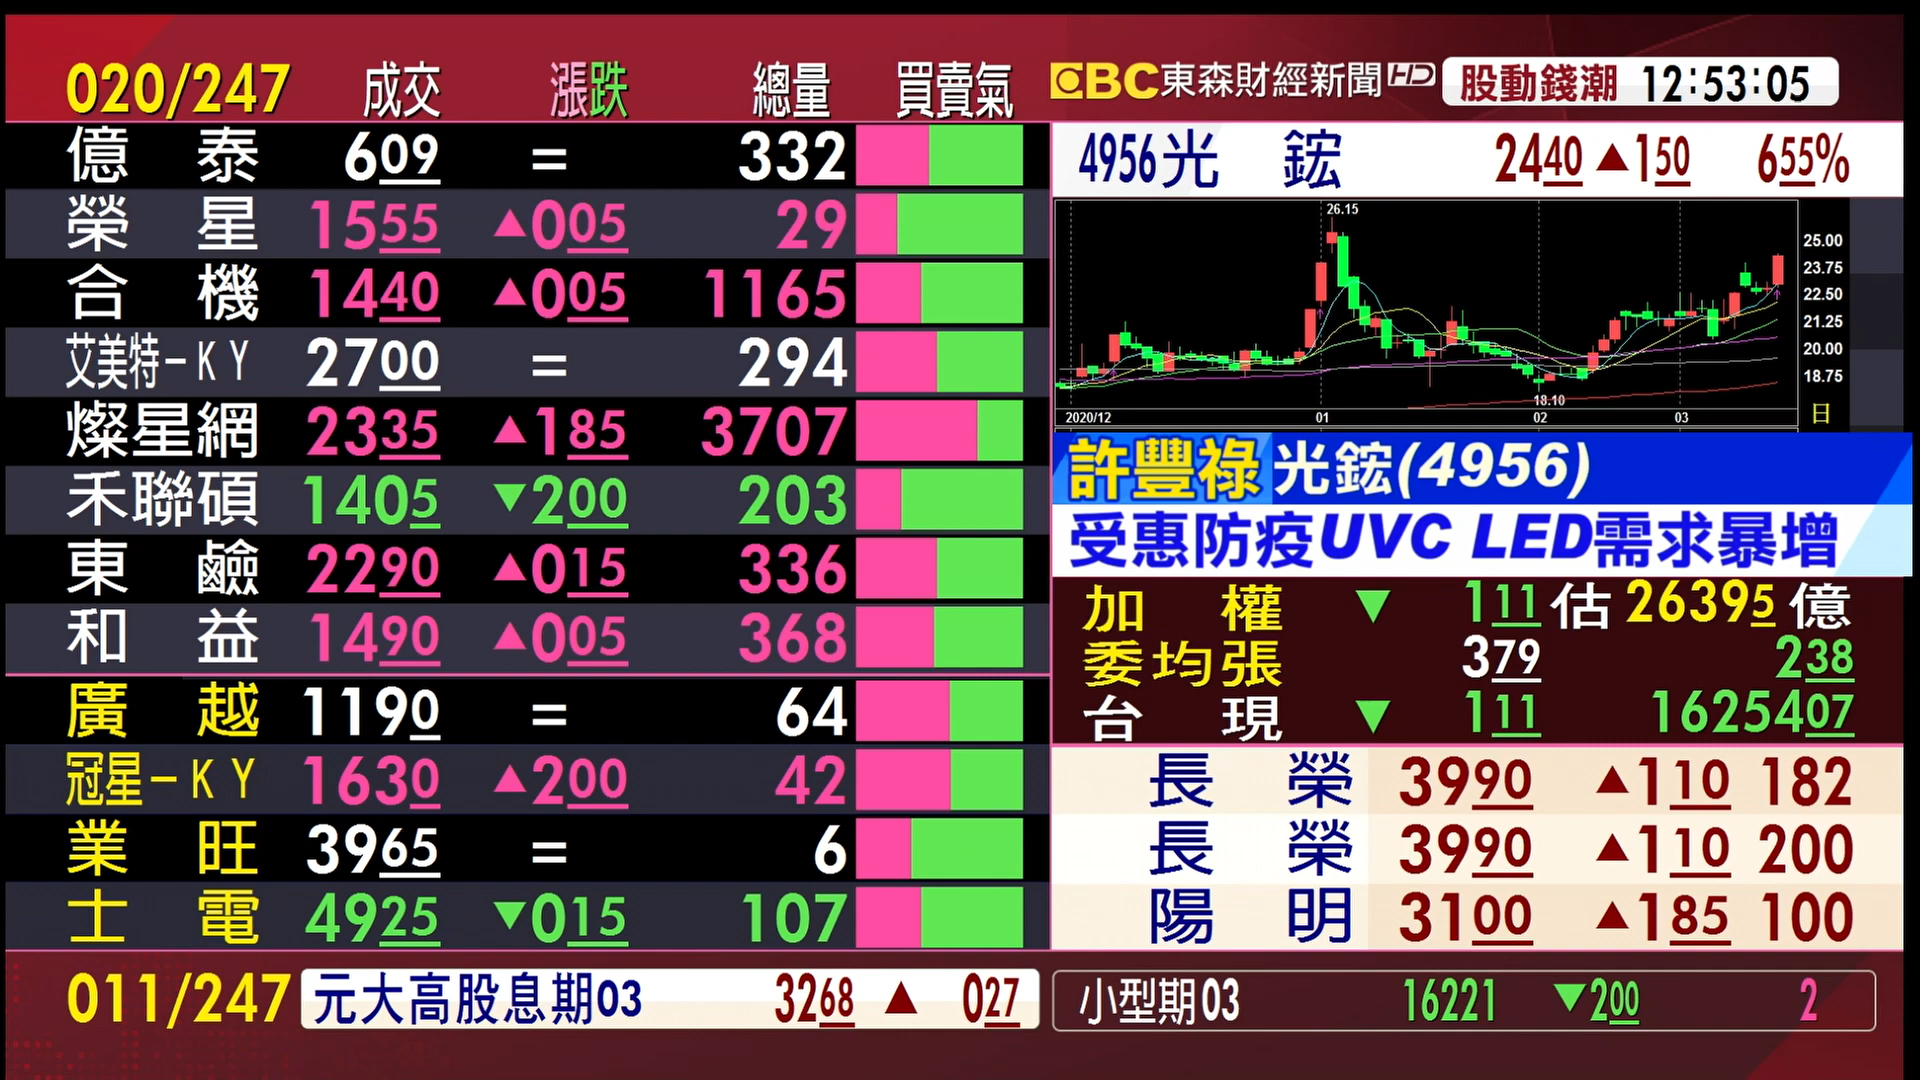 020/247 成交 漲跌 總量 買賣氣
億泰 609 = 332
榮星 1555 ▲005 29
合機 1440 ▲005 1165
艾美特－KY 2700 = 294
燦星網 2335 ▲185 3707
禾聯碩 1405 ▼200 203
東鹼 2290 ▲015 336
和益 1490 ▲005 368
廣越 1190 = 64
冠星－KY 1630 ▲200 42
業旺 3965 = 6
士電 4925 ▼015 107
011/247 元大高股息期03 3268 ▲ 027
EBC東森財經新聞HD 股動錢潮 12:53:05
4956光鋐 2440 ▲150 655%
26.15
25.00
23.75
22.50
21.25
20.00
18.75
18.10
2020/12 01 02 03 日
許豐祿 光鋐(4956)
受惠防疫UVC LED需求暴增
加權 ▼ 111 估 26395 億
委均張 379 238
台現 ▼ 111 1625407
長榮 3990 ▲110 182
長榮 3990 ▲110 200
陽明 3100 ▲185 100
小型期03 16221 ▼200 2